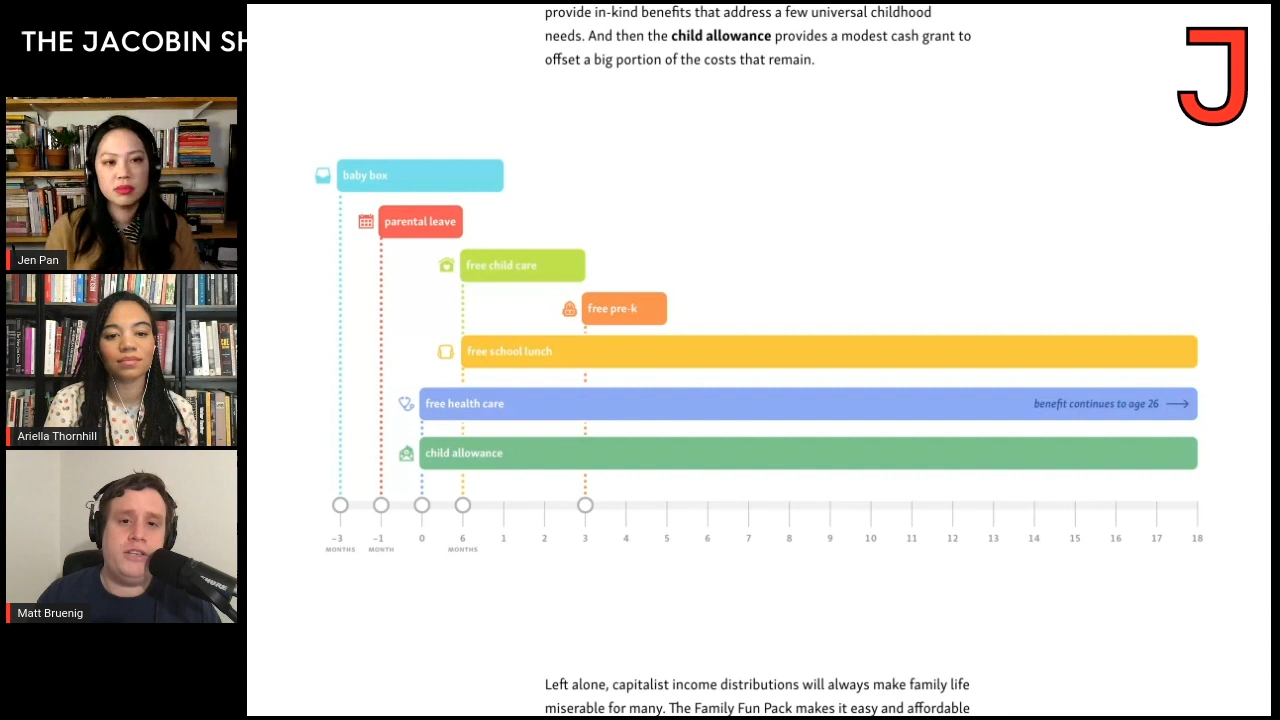 THE JACOBIN SH
J
Jen Pan
Ariella Thornhill
Matt Bruenig
provide in-kind benefits that address a few universal childhood
needs. And then the child allowance provides a modest cash grant to
offset a big portion of the costs that remain.
baby box
parental leave
free child care
free pre-k
free school lunch
free health care
benefit continues to age 26
child allowance
–3 –1 0 6 1 2 3 4 5 6 7 8 9 10 11 12 13 14 15 16 17 18
MONTHS MONTH MONTHS
Left alone, capitalist income distributions will always make family life
miserable for many. The Family Fun Pack makes it easy and affordable